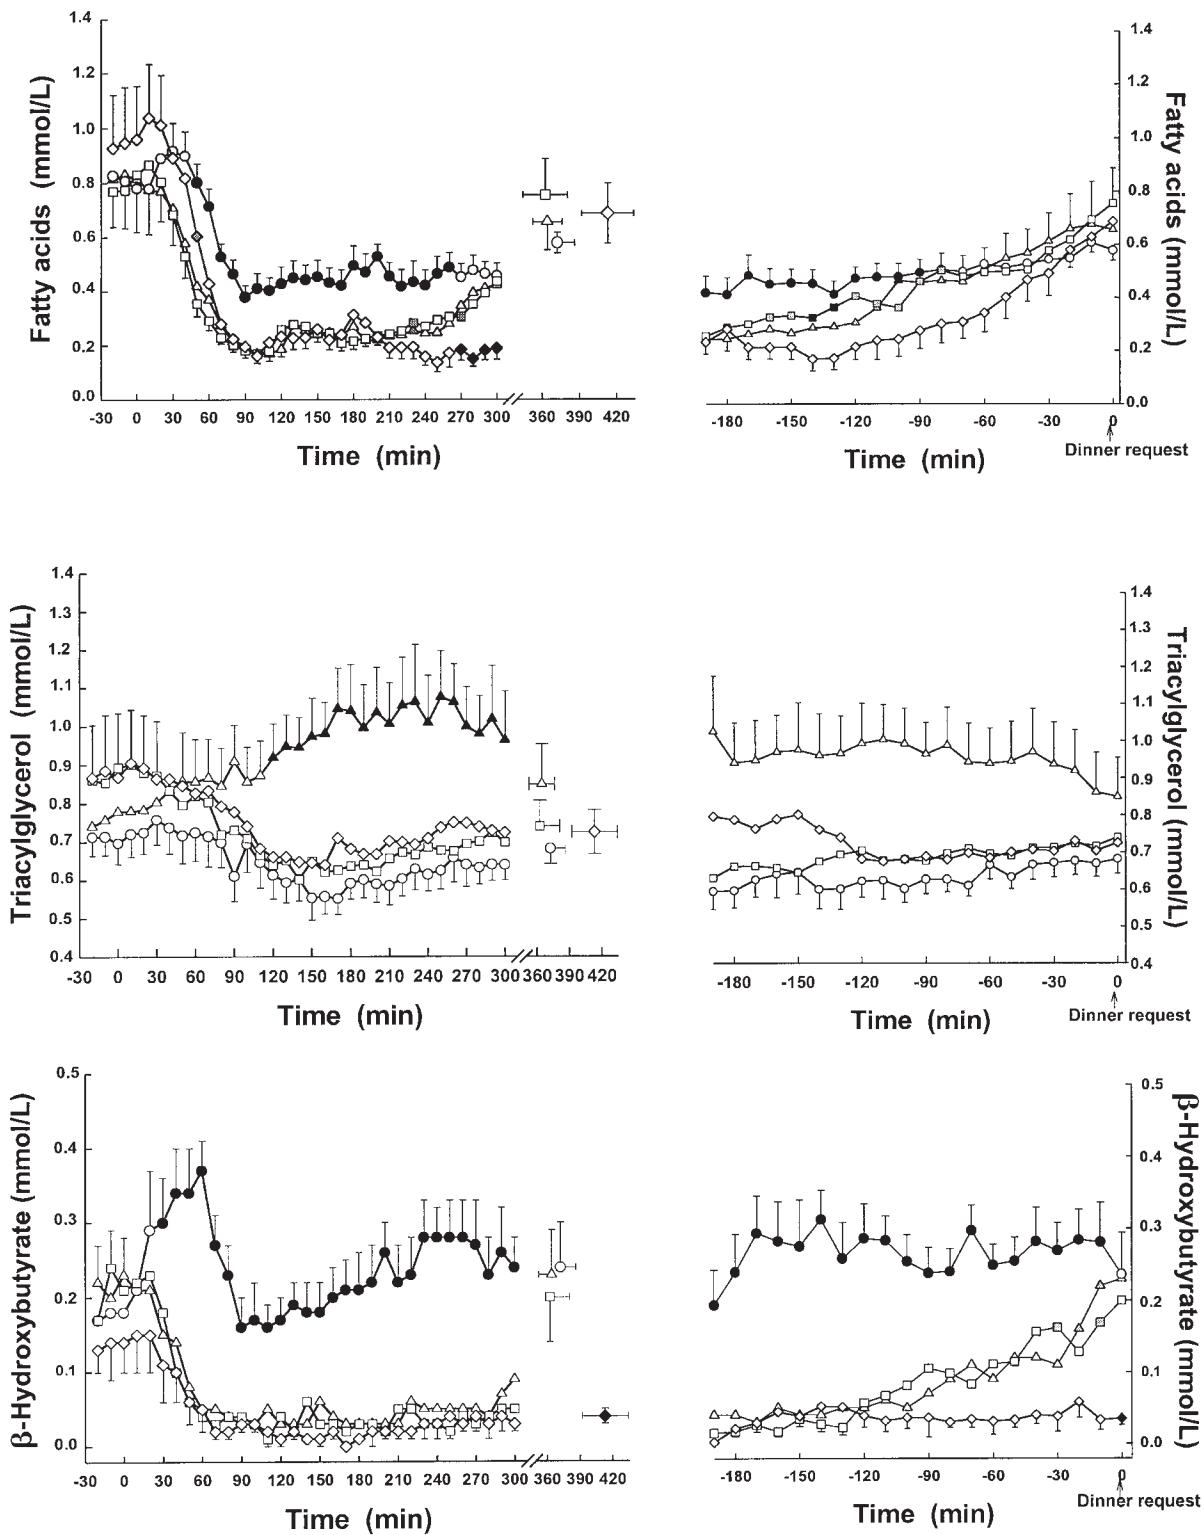 Fatty acids (mmol/L)
1.4
1.2
1.0
0.8
0.6
0.4
0.2
0.0
-30 0 30 60 90 120 150 180 210 240 270 300 360 390 420
Time (min)
1.4
1.2
1.0
0.8
0.6
0.4
0.2
0.0
Fatty acids (mmol/L)
-180 -150 -120 -90 -60 -30 0
Dinner request
Time (min)
Triacylglycerol (mmol/L)
1.4
1.3
1.2
1.1
1.0
0.9
0.8
0.7
0.6
0.5
0.4
-30 0 30 60 90 120 150 180 210 240 270 300 360 390 420
Time (min)
1.4
1.3
1.2
1.1
1.0
0.9
0.8
0.7
0.6
0.5
0.4
Triacylglycerol (mmol/L)
-180 -150 -120 -90 -60 -30 0
Dinner request
Time (min)
β-Hydroxybutyrate (mmol/L)
0.5
0.4
0.3
0.2
0.1
0.0
-30 0 30 60 90 120 150 180 210 240 270 300 360 390 420
Time (min)
0.5
0.4
0.3
0.2
0.1
0.0
β-Hydroxybutyrate (mmol/L)
-180 -150 -120 -90 -60 -30 0
Dinner request
Time (min)